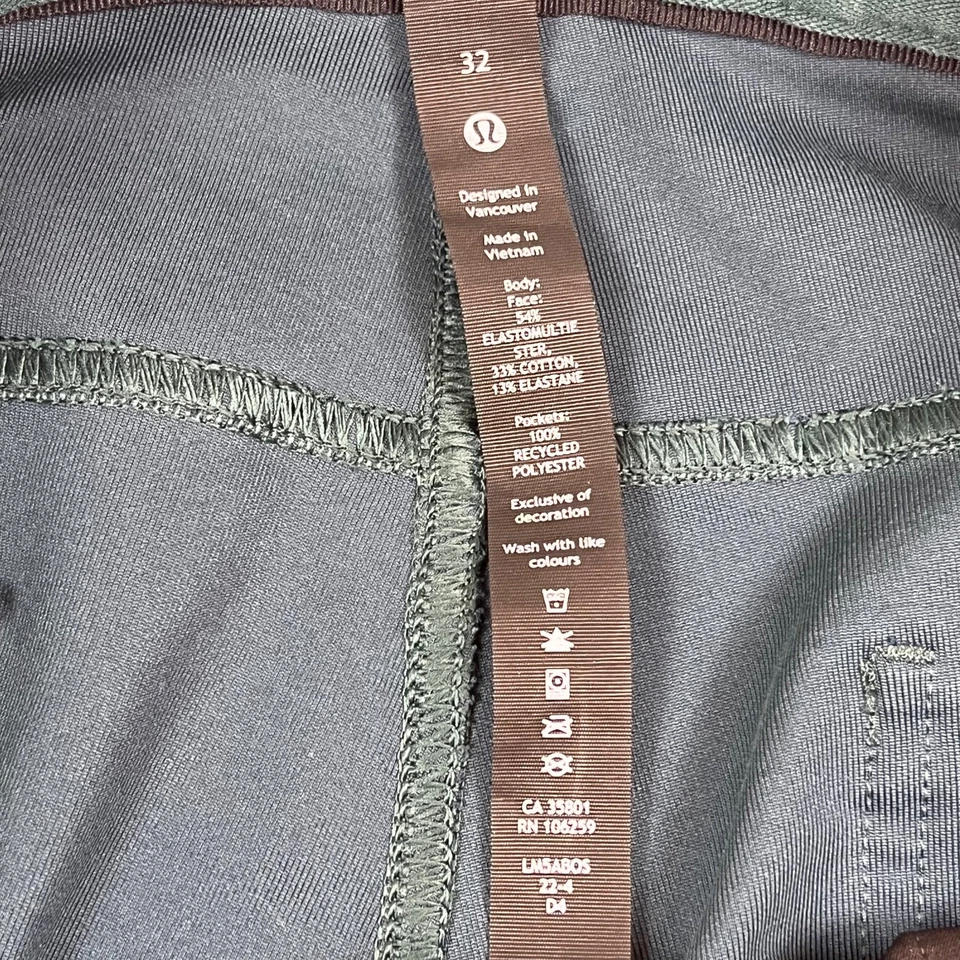 32
Designed in
Vancouver
Made in
Vietnam
Body:
Face:
54%
ELASTOMULTIE
STER,
33% COTTON,
13% ELASTANE
Pockets:
100%
RECYCLED
POLYESTER
Exclusive of
decoration
Wash with like
colours
CA 35801
RN 106259
LM5ABOS
22-4
D4